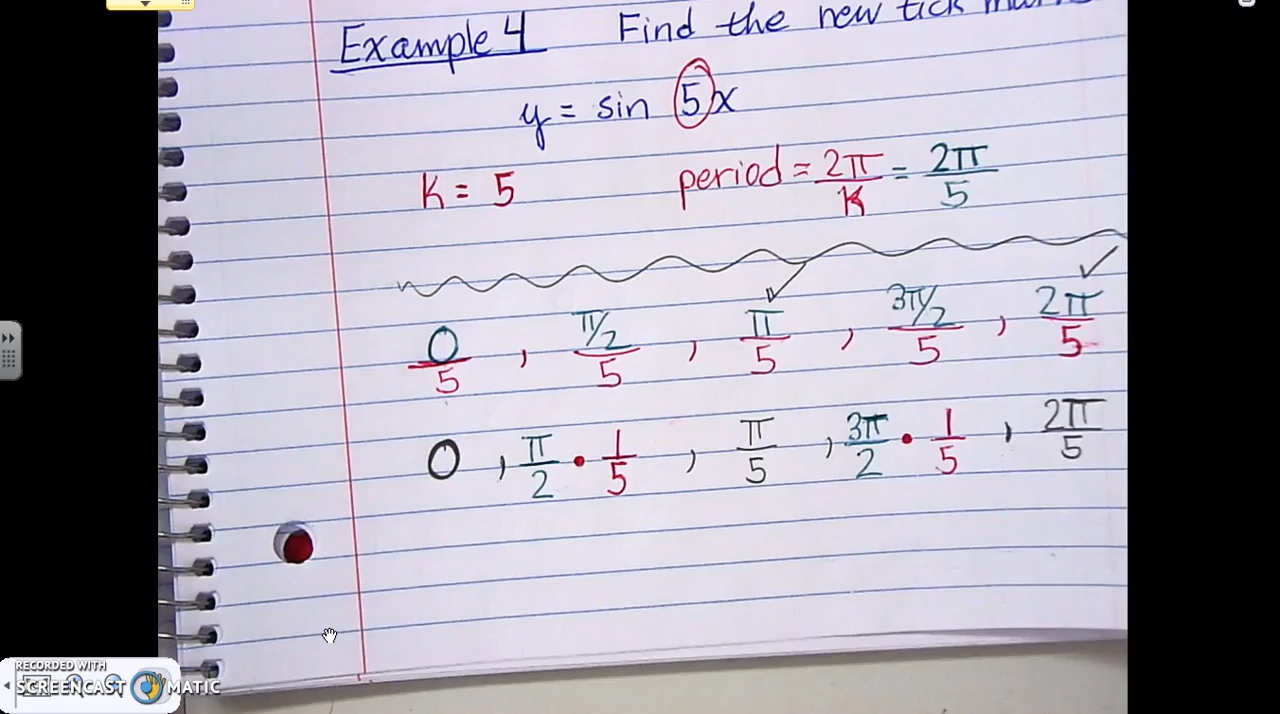 Example 4 Find the new tick marks
y = sin 5x
K = 5 period = 2π/K = 2π/5
0/5 , π/2/5 , π/5 , 3π/2/5 , 2π/5
0 , π/2 • 1/5 , π/5 , 3π/2 • 1/5 , 2π/5
RECORDED WITH
SCREENCAST MATIC